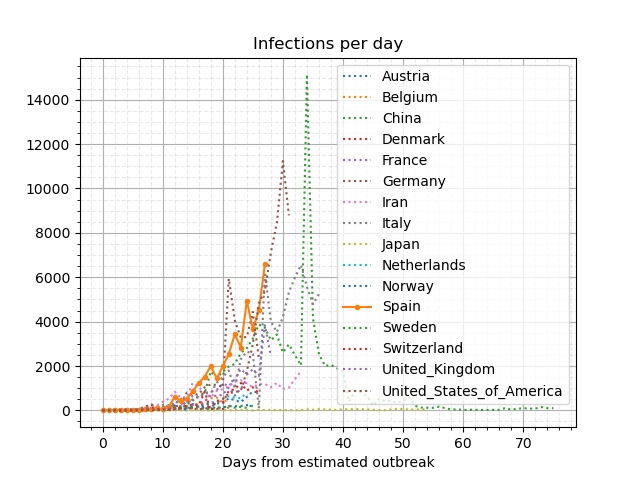 Infections per day
14000
12000
10000
8000
6000
4000
2000
0
Austria
Belgium
China
Denmark
France
Germany
Iran
Italy
Japan
Netherlands
Norway
Spain
Sweden
Switzerland
United_Kingdom
United_States_of_America
0 10 20 30 40 50 60 70
Days from estimated outbreak